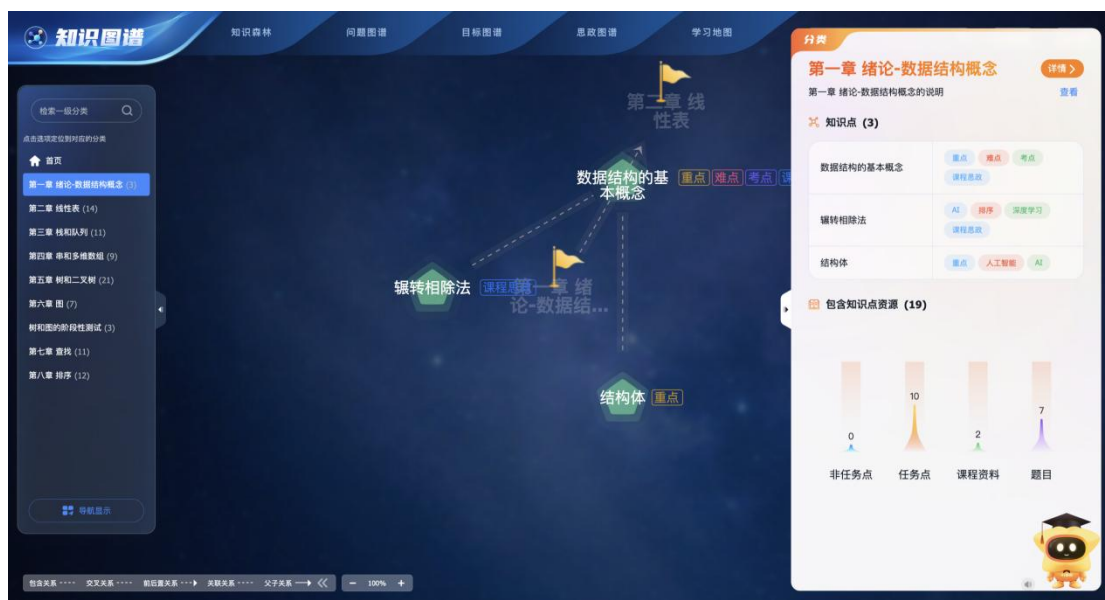 知识图谱
知识森林
问题图谱
目标图谱
思政图谱
学习地图
检索一级分类
点击选项定位到对应的分类
首页
第一章 绪论-数据结构概念 (3)
第二章 线性表 (14)
第三章 栈和队列 (11)
第四章 串和多维数组 (9)
第五章 树和二叉树 (21)
第六章 图 (7)
树和图的阶段性测试 (3)
第七章 查找 (11)
第八章 排序 (12)
导航显示
包含关系
交叉关系
前后置关系
关联关系
父子关系
− 100% +
第二章 线
性表
数据结构的基
本概念
重点 难点 考点 课
辗转相除法
课程思政
第一章 绪
论-数据结...
结构体 重点
分类
第一章 绪论-数据结构概念
详情
第一章 绪论-数据结构概念的说明
查看
知识点 (3)
数据结构的基本概念
重点 难点 考点
课程思政
辗转相除法
AI 排序 深度学习
课程思政
结构体
重点 人工智能 AI
包含知识点资源 (19)
0
10
2
7
非任务点
任务点
课程资料
题目